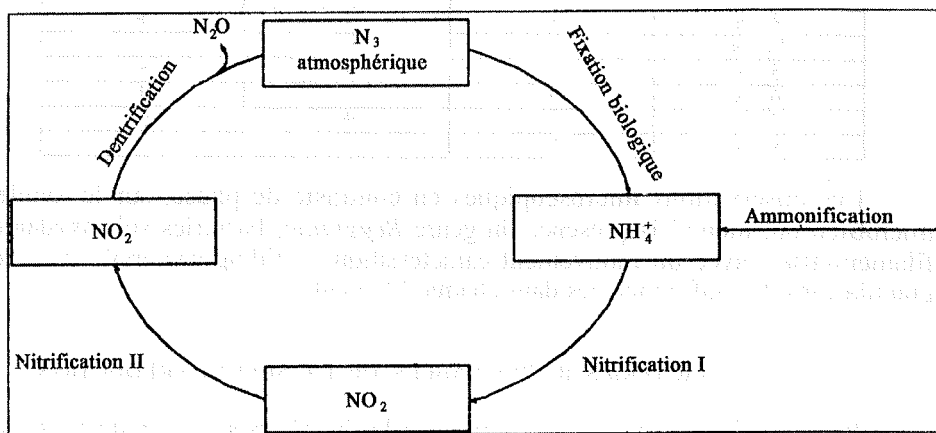 N₂O
N₃
atmosphérique
Dentrification
Fixation biologique
NO₂
NH₄⁺
Ammonification
Nitrification II
Nitrification I
NO₂